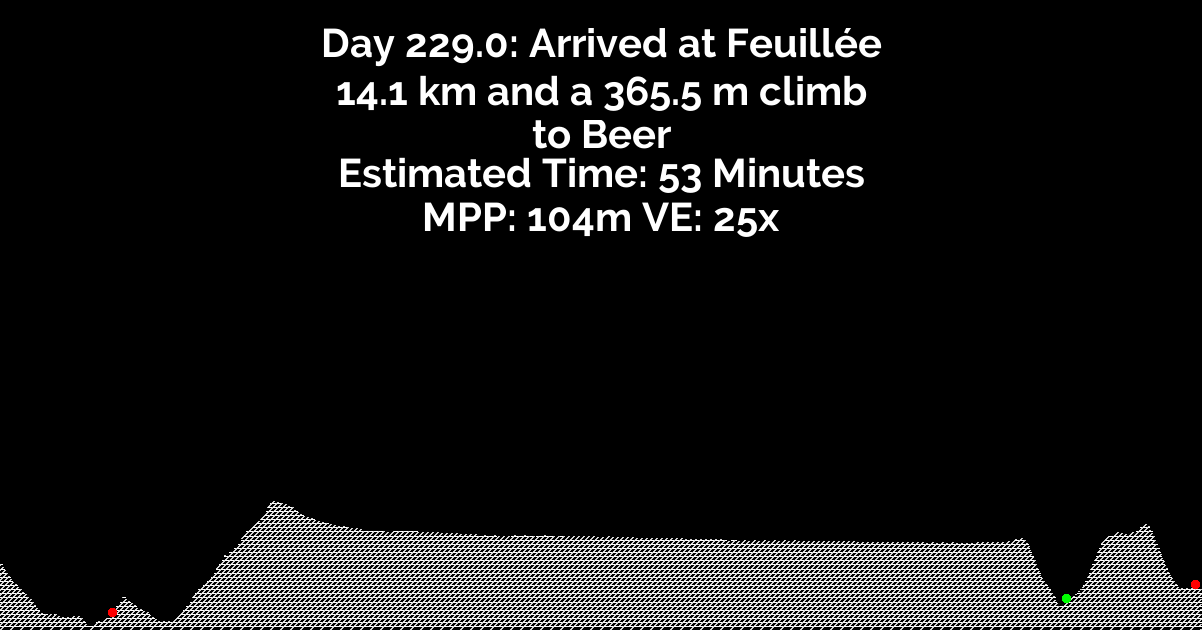 Day 229.0: Arrived at Feuillée
14.1 km and a 365.5 m climb
to Beer
Estimated Time: 53 Minutes
MPP: 104m VE: 25x